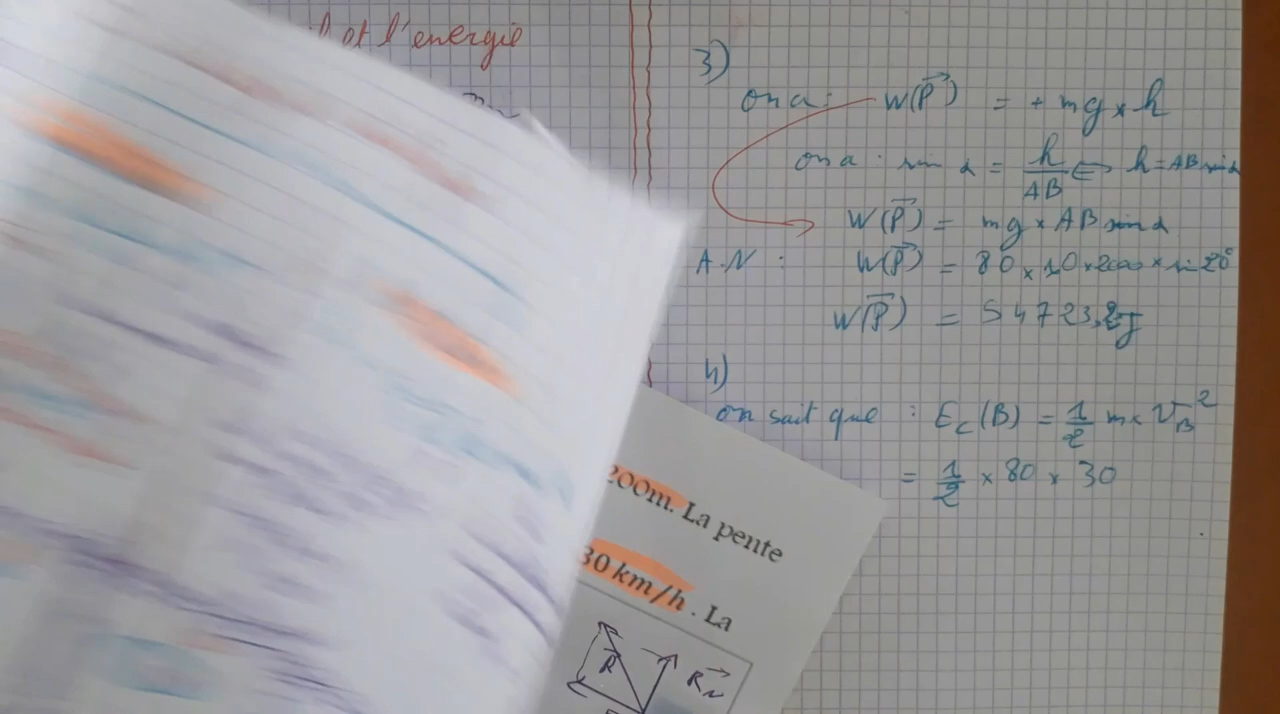 et l'energie
3)
on a : W(P⃗) = + mg × h
on a : sin α = h/AB ⟺ h = AB sin α
W(P⃗) = mg × AB sin α
A.N : W(P⃗) = 80 × 10 × 200 × sin 20°
W(P⃗) = 54723,2J
4)
on sait que : Ec(B) = 1/2 m × VB²
= 1/2 × 80 × 30
200m. La pente
30 km/h. La
R⃗
R⃗N